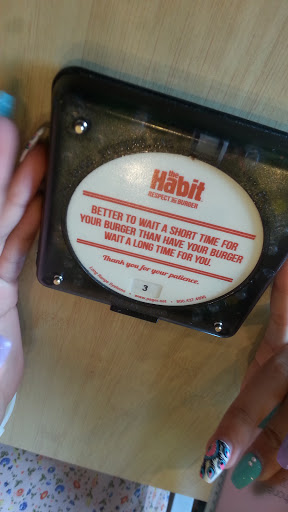 the
Habit
RESPECT the BURGER
BETTER TO WAIT A SHORT TIME FOR
YOUR BURGER THAN HAVE YOUR BURGER
WAIT A LONG TIME FOR YOU.
Thank you for your patience.
3